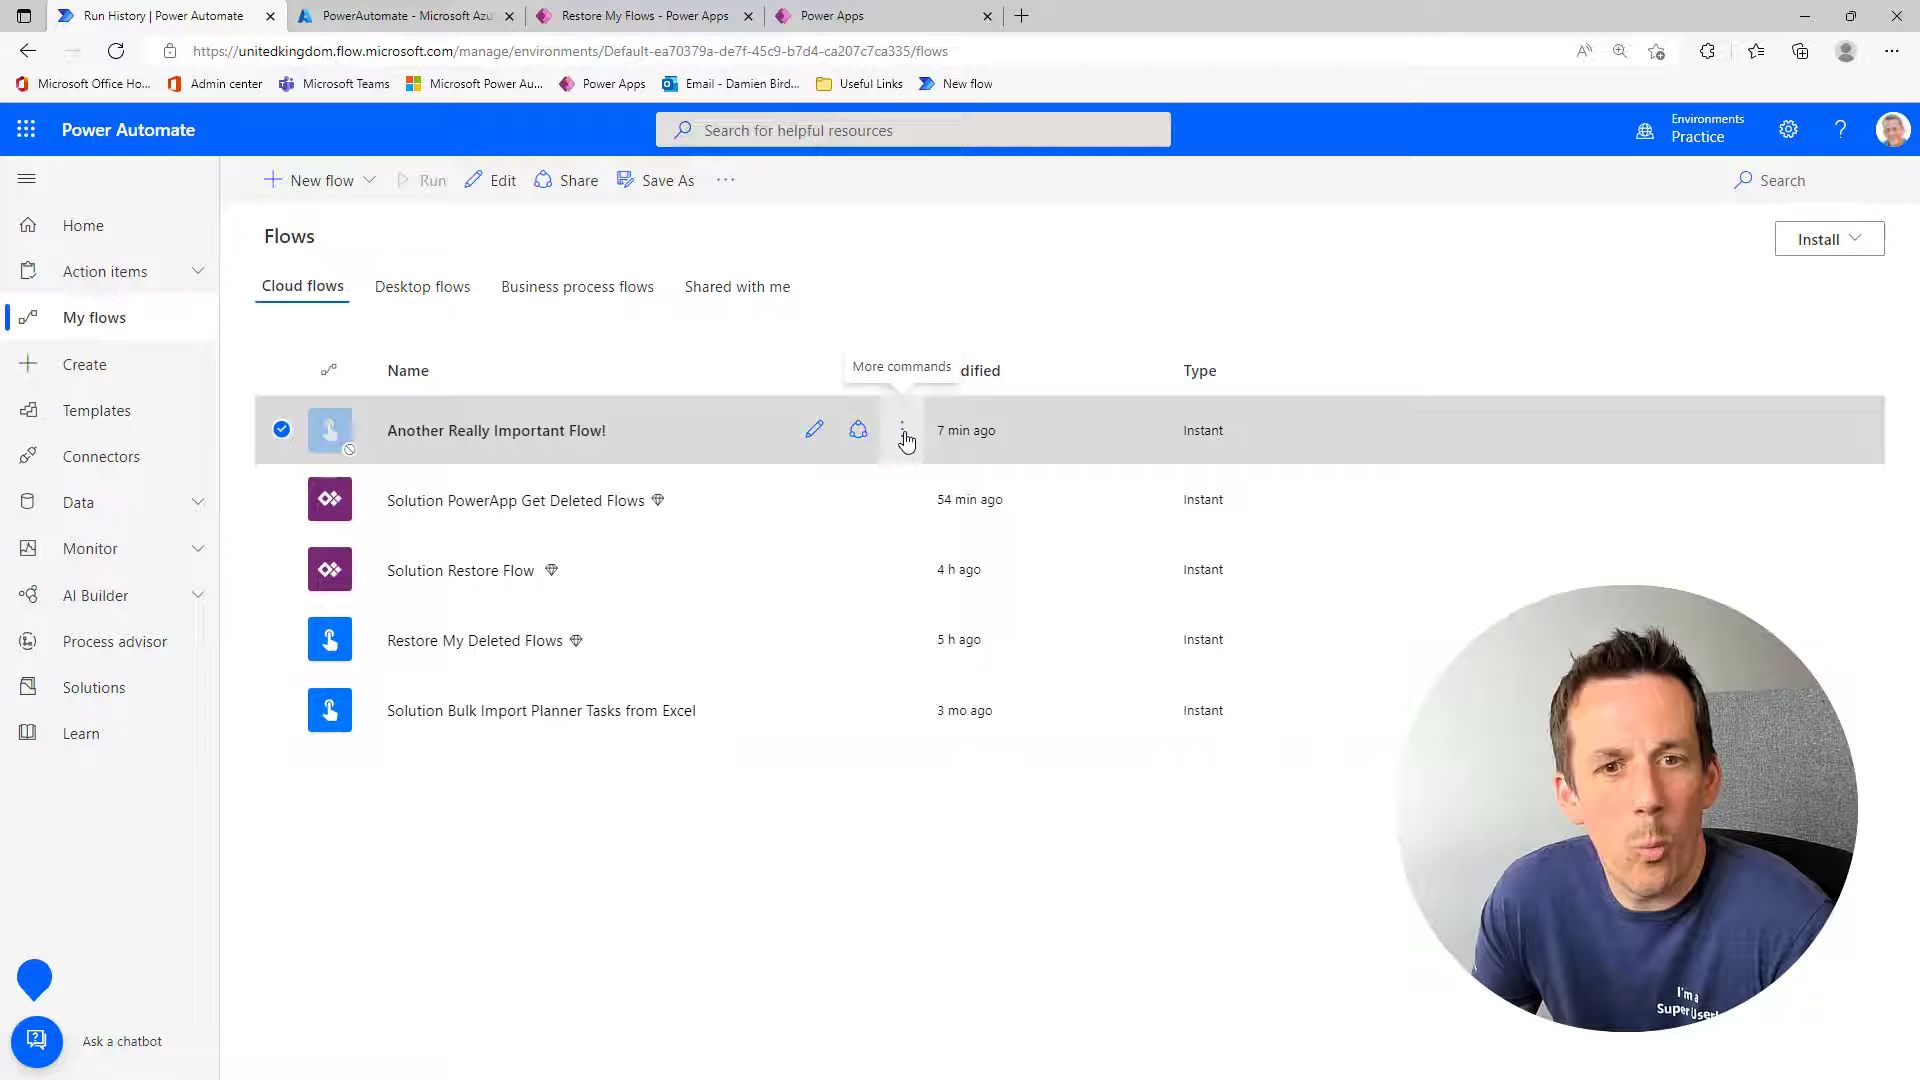 Run History | Power Automate
PowerAutomate - Microsoft Azu
Restore My Flows - Power Apps
Power Apps
https://unitedkingdom.flow.microsoft.com/manage/environments/Default-ea70379a-de7f-45c9-b7d4-ca207c7ca335/flows
Microsoft Office Ho...
Admin center
Microsoft Teams
Microsoft Power Au...
Power Apps
Email - Damien Bird...
Useful Links
New flow
Power Automate
Search for helpful resources
Environments
Practice
New flow
Run
Edit
Share
Save As
Search
Home
Action items
My flows
Create
Templates
Connectors
Data
Monitor
AI Builder
Process advisor
Solutions
Learn
Ask a chatbot
Flows
Install
Cloud flows
Desktop flows
Business process flows
Shared with me
More commands
Name
dified
Type
Another Really Important Flow!
7 min ago
Instant
Solution PowerApp Get Deleted Flows
54 min ago
Instant
Solution Restore Flow
4 h ago
Instant
Restore My Deleted Flows
5 h ago
Instant
Solution Bulk Import Planner Tasks from Excel
3 mo ago
Instant
I'm a
Super User